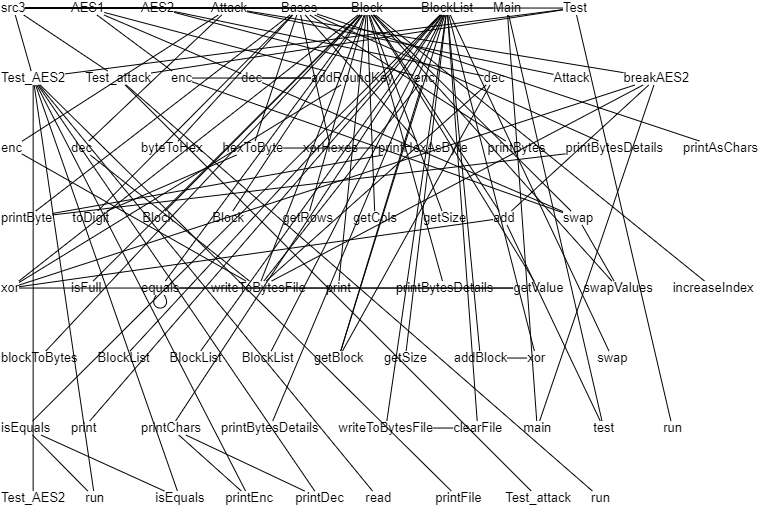 src3 AES1 AES2 Attack Bases Block BlockList Main Test
Test_AES2 Test_attack enc dec addRoundKey enc dec Attack breakAES2
enc dec byteToHex hexToByte xorHexes printHexAsByte printBytes printBytesDetails printAsChars
printByte toDigit Block Block getRows getCols getSize add swap
xor isFull equals writeToBytesFile print printBytesDetails getValue swapValues increaseIndex
blockToBytes BlockList BlockList BlockList getBlock getSize addBlock xor swap
isEquals print printChars printBytesDetails writeToBytesFile clearFile main test run
Test_AES2 run isEquals printEnc printDec read printFile Test_attack run